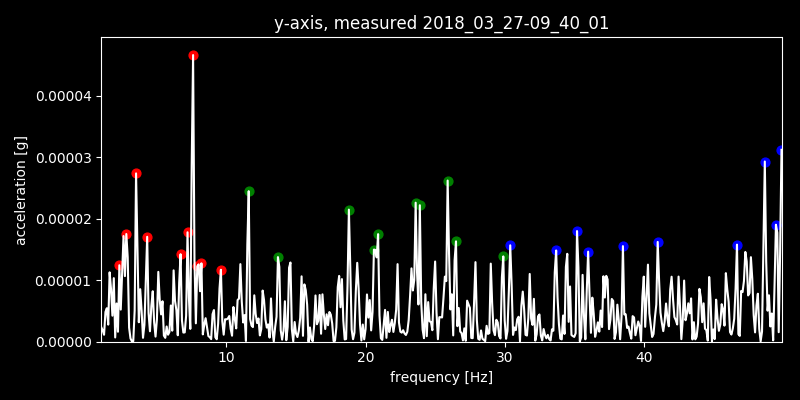 y-axis, measured 2018_03_27-09_40_01
acceleration [g]
0.00004
0.00003
0.00002
0.00001
0.00000
10 20 30 40
frequency [Hz]